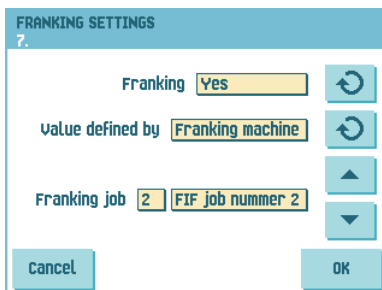 FRANKING SETTINGS
7.
Franking Yes
Value defined by Franking machine
Franking job 2 FIF job nummer 2
Cancel OK